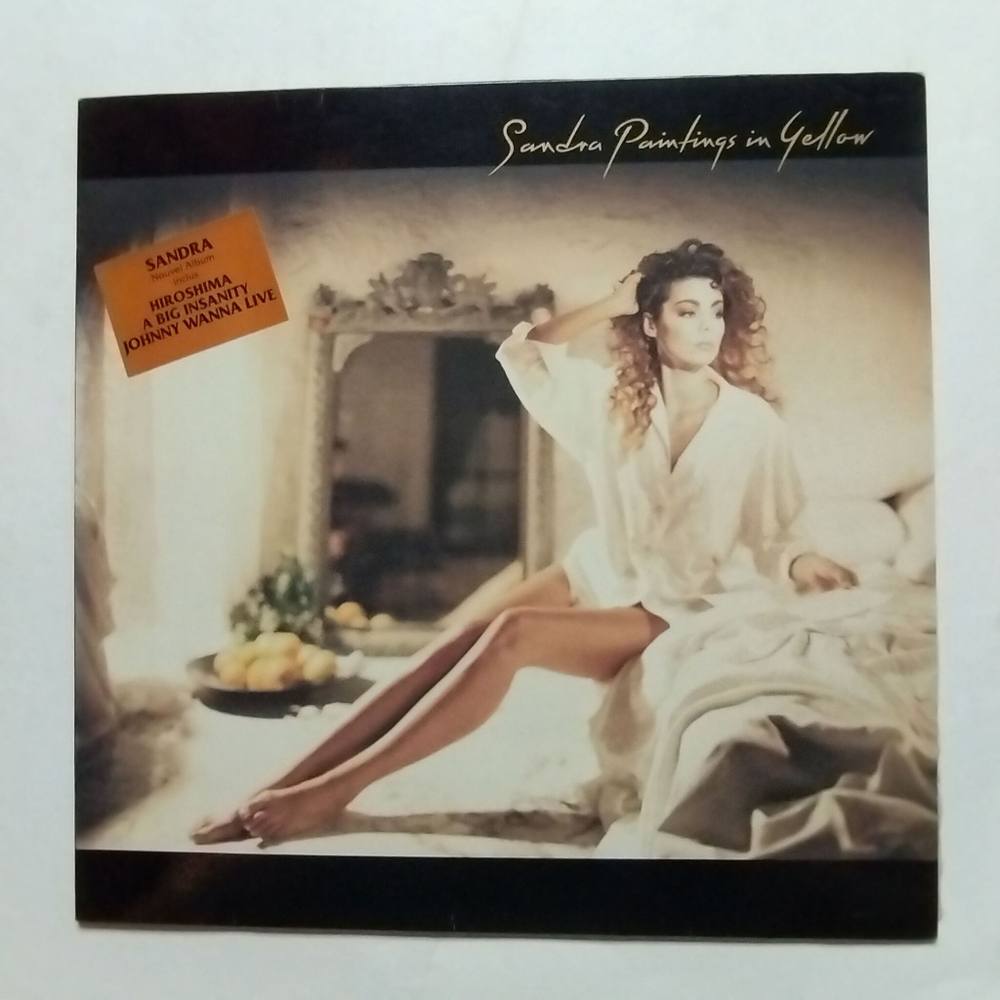 Sandra Paintings in Yellow
SANDRA
Nouvel Album
inclus
HIROSHIMA
A BIG INSANITY
JOHNNY WANNA LIVE